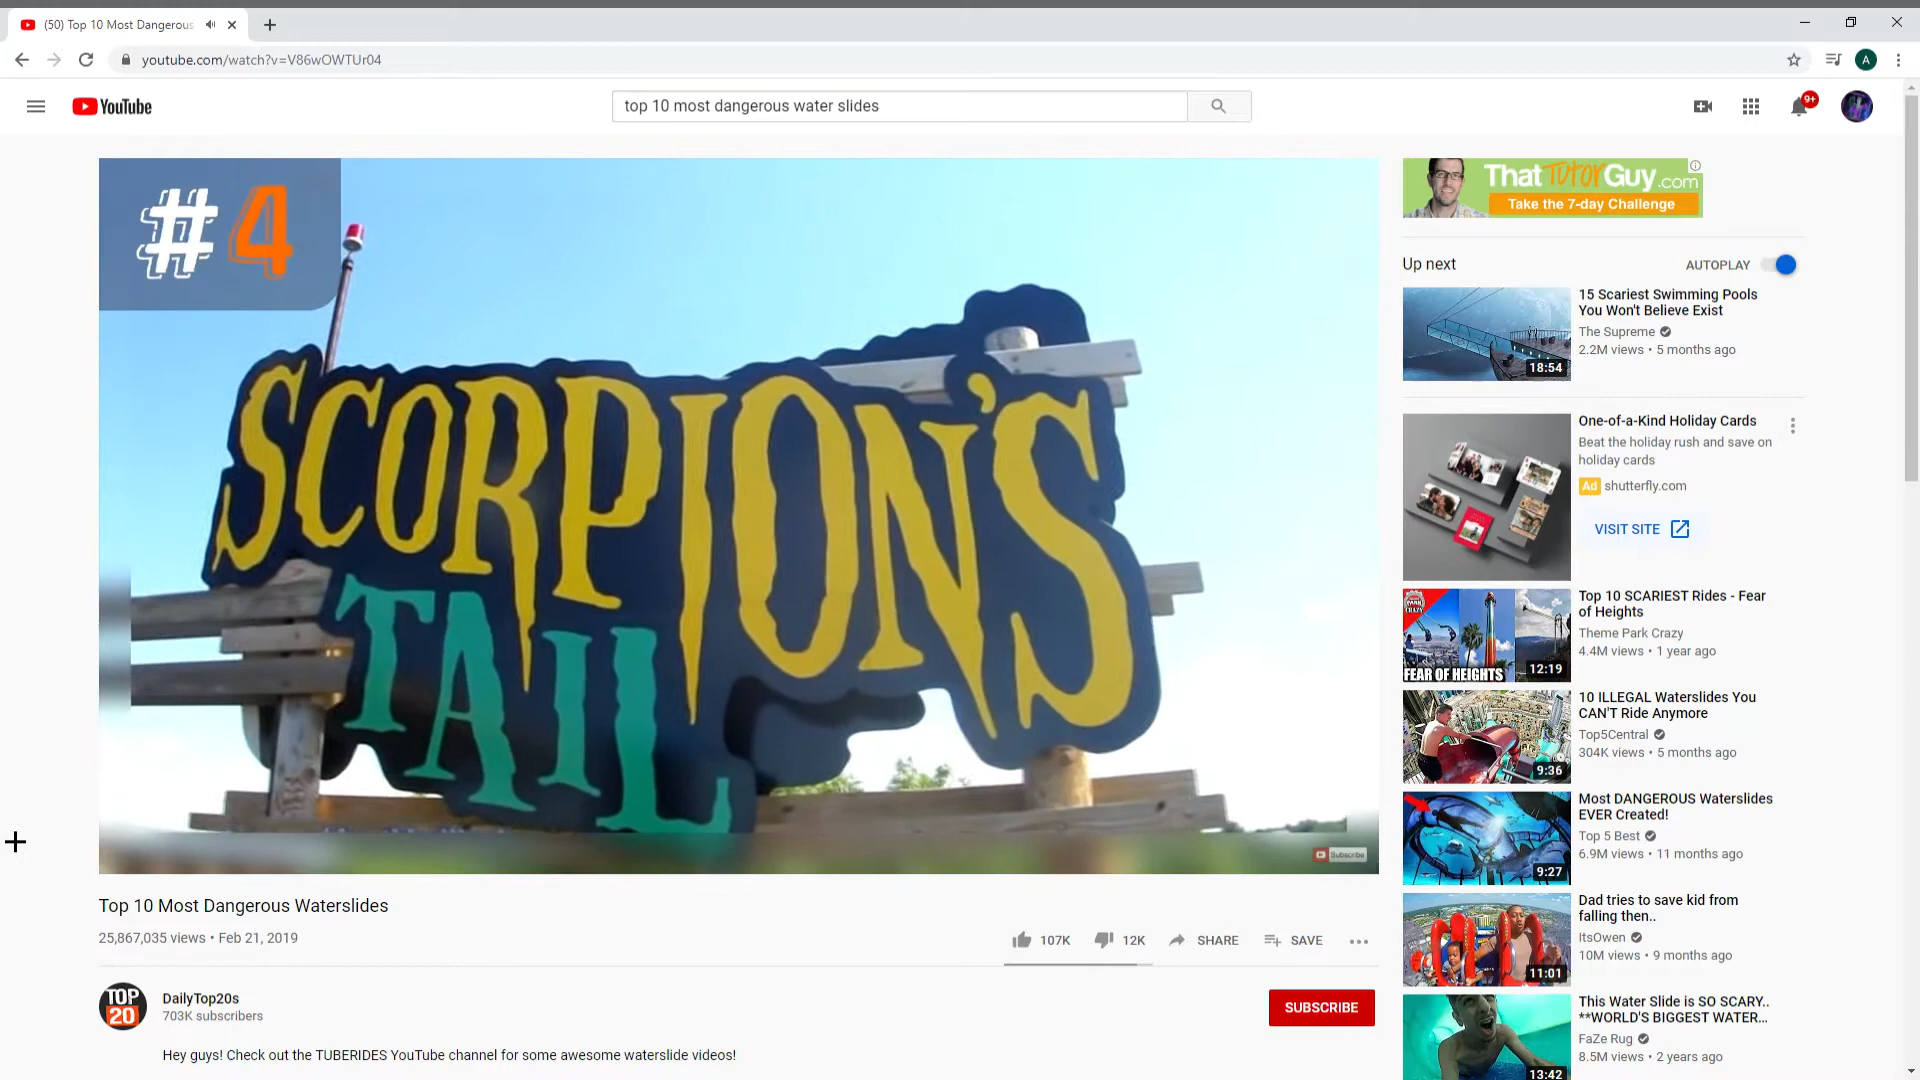 (50) Top 10 Most Dangerous
youtube.com/watch?v=V86wOWTUr04
YouTube
top 10 most dangerous water slides
9+
A
#4
SCORPION'S
TAIL
Subscribe
Top 10 Most Dangerous Waterslides
25,867,035 views • Feb 21, 2019
107K
12K
SHARE
SAVE
TOP
20
DailyTop20s
703K subscribers
SUBSCRIBE
Hey guys! Check out the TUBERIDES YouTube channel for some awesome waterslide videos!
That Tutor Guy.com
Take the 7-day Challenge
Up next
AUTOPLAY
18:54
15 Scariest Swimming Pools
You Won't Believe Exist
The Supreme
2.2M views • 5 months ago
One-of-a-Kind Holiday Cards
Beat the holiday rush and save on
holiday cards
Ad shutterfly.com
VISIT SITE
PARK
CRAZY
FEAR OF HEIGHTS
12:19
Top 10 SCARIEST Rides - Fear
of Heights
Theme Park Crazy
4.4M views • 1 year ago
9:36
10 ILLEGAL Waterslides You
CAN'T Ride Anymore
Top5Central
304K views • 5 months ago
9:27
Most DANGEROUS Waterslides
EVER Created!
Top 5 Best
6.9M views • 11 months ago
11:01
Dad tries to save kid from
falling then..
ItsOwen
10M views • 9 months ago
13:42
This Water Slide is SO SCARY..
**WORLD'S BIGGEST WATER...
FaZe Rug
8.5M views • 2 years ago